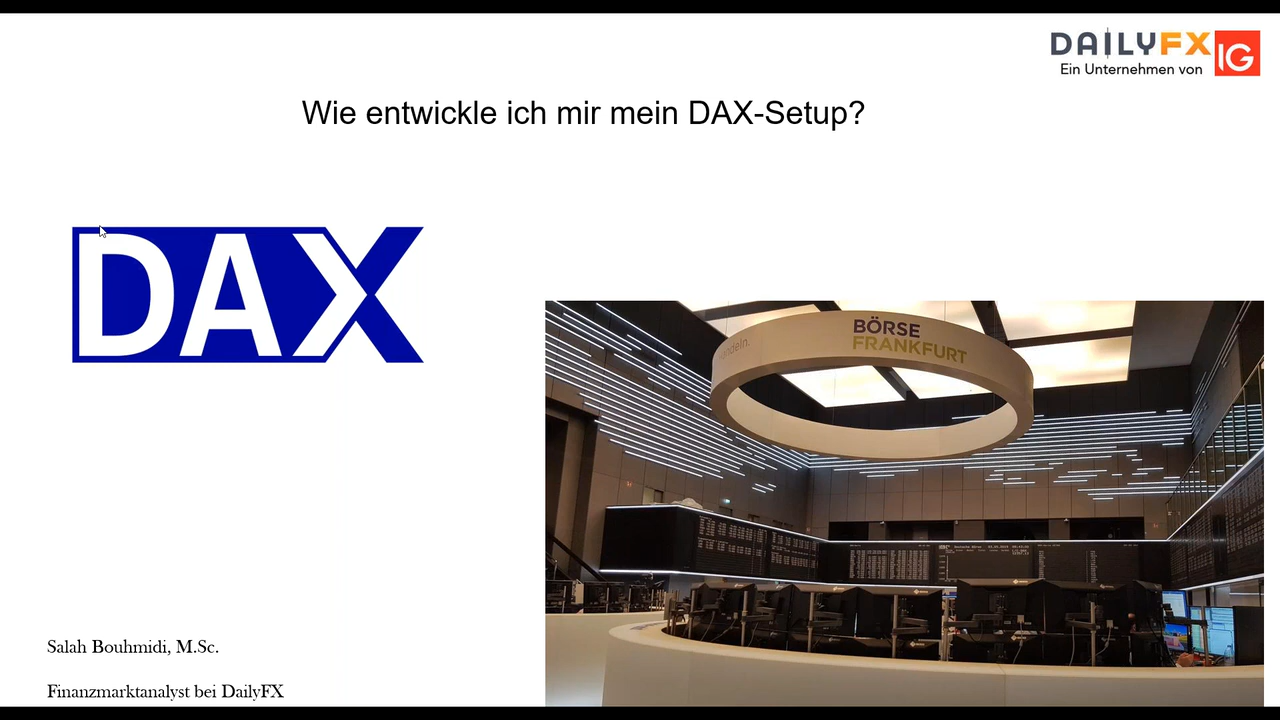 DAILYFX
Ein Unternehmen von
IG
Wie entwickle ich mir mein DAX-Setup?
DAX
BÖRSE
FRANKFURT
Salah Bouhmidi, M.Sc.
Finanzmarktanalyst bei DailyFX